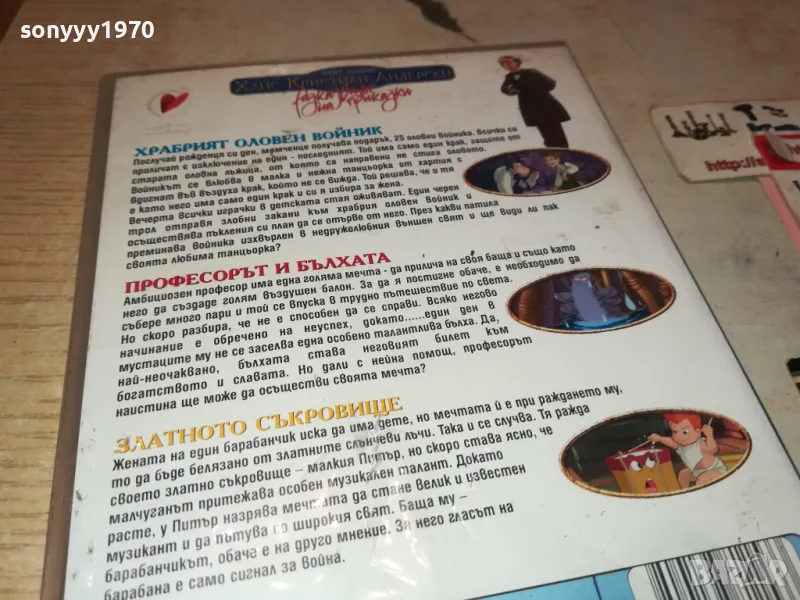 sonyyy1970
Ханс Кристиан Андерсен
ХРАБРИЯТ ОЛОВЕН ВОЙНИК
Послучай рождения си ден, момченце получава подарък, 25 оловни войника. Всички си
приличат с изключение на един - последният. Той има само един крак, защото от
старата оловна лъжица, от която са направени не стига оловото.
Войникът се влюбва в малка и нежна танцьорка от хартия с
вдигнат във въздуха крак, който не се вижда. Той решава, че и тя
е като него има само един крак и си я избира за жена.
Вечерта всички играчки в детската стая оживяват. Един черен
трол отправя злобни закани към храбрия оловен войник и
осъществява пъкления си план да се отърве от него. През какви патила
преминава войника изхвърлен в недружелюбния външен свят и ще види ли пак
своята любима танцьорка?
ПРОФЕСОРЪТ И БЪЛХАТА
Амбициозен професор има една голяма мечта - да прилича на своя баща и също като
него да създаде голям въздушен балон. За да я постигне обаче, е необходимо да
събере много пари и той се впуска в трудно пътешествие по света.
Но скоро разбира, че не е способен да се справи. Всяко негово
начинание е обречено на неуспех, докато......един ден в
мустаците му не се заселва една особено талантлива бълха. Да,
най-неочаквано, бълхата става неговият билет към
богатството и славата. Но дали с нейна помощ, професорът
наистина ще може да осъществи своята мечта?
ЗЛАТНОТО СЪКРОВИЩЕ
Жената на един барабанчик иска да има дете, но мечтата й е при раждането му,
то да бъде белязано от златните слънчеви лъчи. Така и се случва. Тя ражда
своето златно съкровище – малкия Питър, но скоро става ясно, че
малчуганът притежава особен музикален талант. Докато
расте, у Питър назрява мечтата да стане велик и известен
музикант и да пътува по широкия свят. Баща му –
барабанчикът, обаче е на друго мнение. За него гласът на
барабана е само сигнал за война.
BAZAR